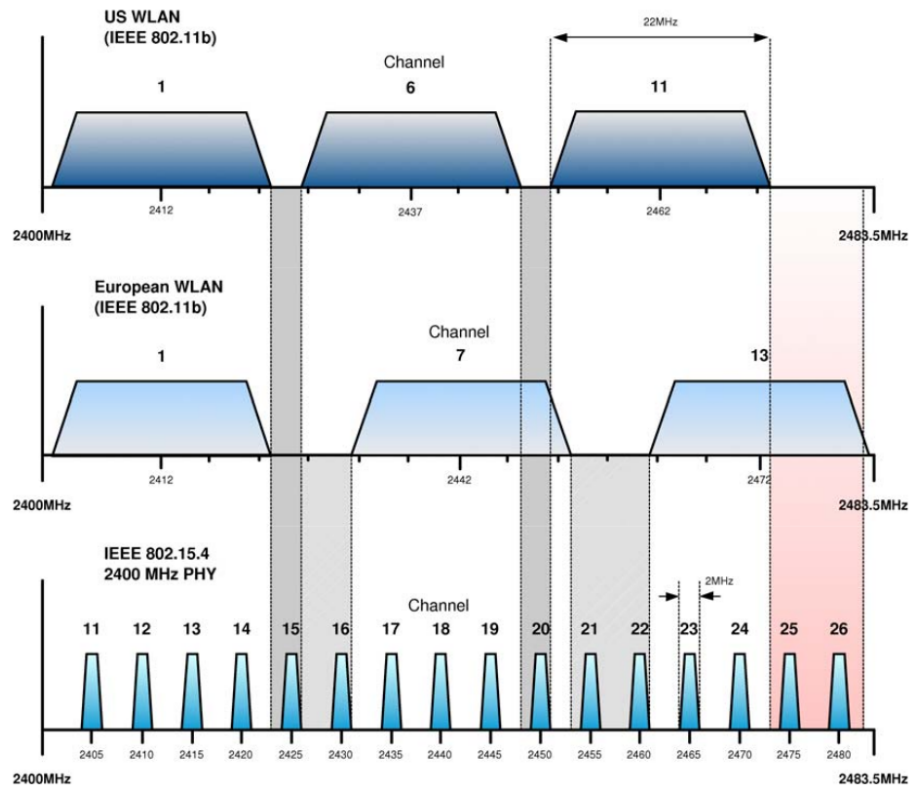 US WLAN
(IEEE 802.11b)
22MHz
Channel
1 6 11
2412 2437 2462
2400MHz 2483.5MHz
European WLAN
(IEEE 802.11b)
Channel
1 7 13
2412 2442 2472
2400MHz 2483.5MHz
IEEE 802.15.4
2400 MHz PHY
2MHz
Channel
11 12 13 14 15 16 17 18 19 20 21 22 23 24 25 26
2405 2410 2415 2420 2425 2430 2435 2440 2445 2450 2455 2460 2465 2470 2475 2480
2400MHz 2483.5MHz